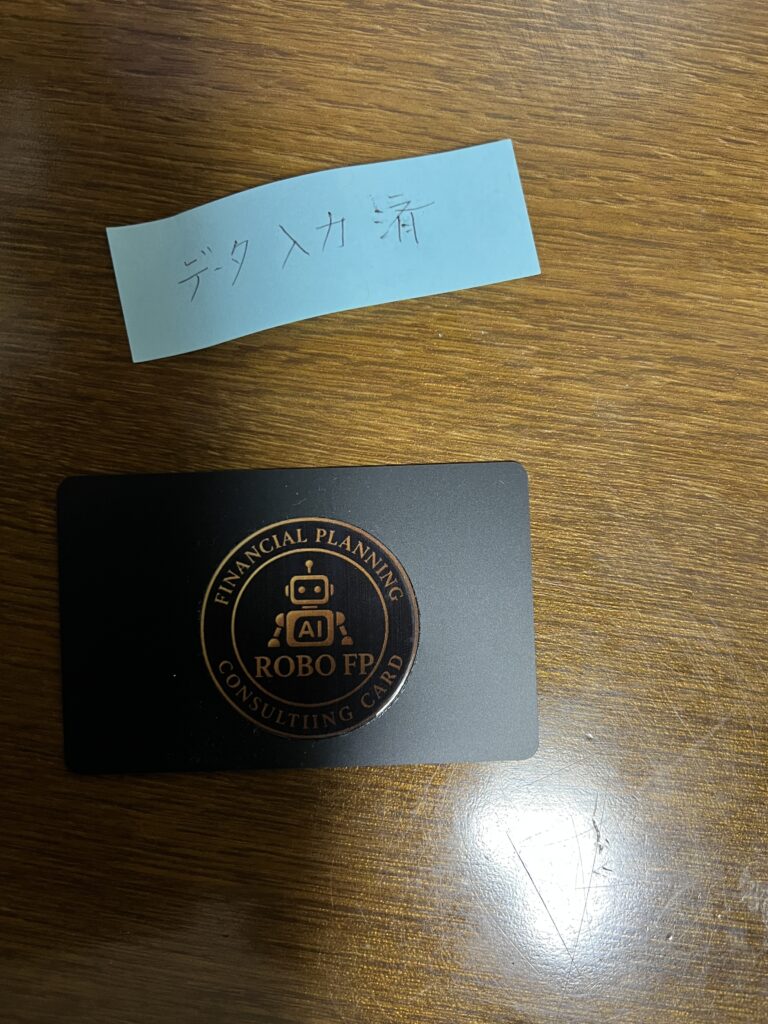 データ入力済
FINANCIAL PLANNING
AI
ROBO FP
CONSULTIING CARD